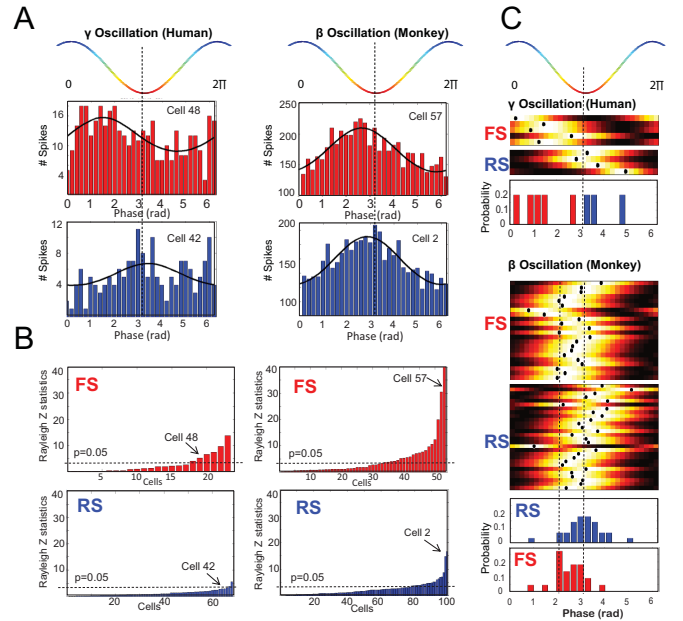 A
γ Oscillation (Human)
0
2Π
Cell 48
# Spikes
16
12
8
4
0 1 2 3 4 5 6
Phase (rad)
Cell 42
# Spikes
12
8
4
0 1 2 3 4 5 6
Phase (rad)
β Oscillation (Monkey)
0
2Π
Cell 57
# Spikes
250
200
150
100
0 1 2 3 4 5 6
Phase (rad)
Cell 2
# Spikes
200
150
100
0 1 2 3 4 5 6
Phase (rad)
B
FS
Rayleigh Z statistics
40
30
20
10
Cell 48
p=0.05
5 10 15 20
Cells
FS
Rayleigh Z statistics
40
30
20
10
Cell 57
p=0.05
10 20 30 40 50
Cells
RS
Rayleigh Z statistics
40
30
20
10
Cell 42
p=0.05
20 40 60
Cells
RS
Rayleigh Z statistics
40
30
20
10
Cell 2
p=0.05
20 40 60 80 100
Cells
C
0
2Π
γ Oscillation (Human)
FS
RS
Probability
0.2
0.1
0
0 1 2 3 4 5 6
β Oscillation (Monkey)
FS
RS
RS
0.2
0.1
0
Probability
FS
0.2
0.1
0
0 1 2 3 4 5 6
Phase (rad)